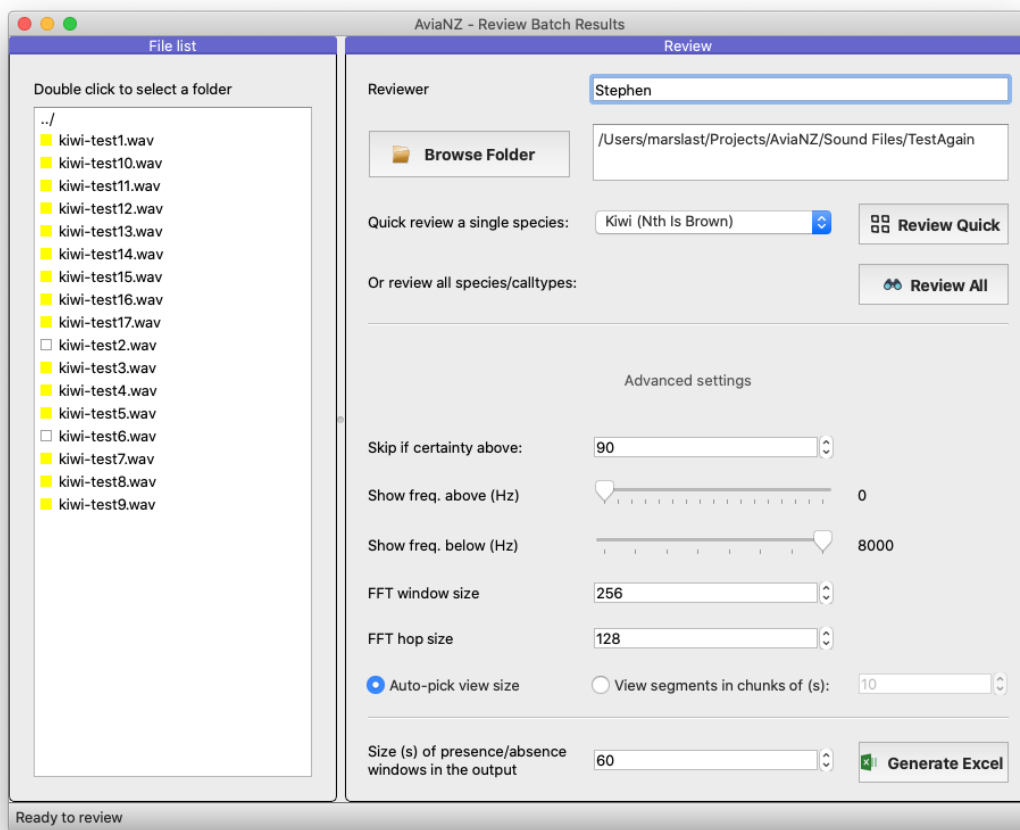 AviaNZ - Review Batch Results
File list
Review
Double click to select a folder
../
kiwi-test1.wav
kiwi-test10.wav
kiwi-test11.wav
kiwi-test12.wav
kiwi-test13.wav
kiwi-test14.wav
kiwi-test15.wav
kiwi-test16.wav
kiwi-test17.wav
kiwi-test2.wav
kiwi-test3.wav
kiwi-test4.wav
kiwi-test5.wav
kiwi-test6.wav
kiwi-test7.wav
kiwi-test8.wav
kiwi-test9.wav
Reviewer
Stephen
Browse Folder
/Users/marslast/Projects/AviaNZ/Sound Files/TestAgain
Quick review a single species:
Kiwi (Nth Is Brown)
Review Quick
Or review all species/calltypes:
Review All
Advanced settings
Skip if certainty above:
90
Show freq. above (Hz)
0
Show freq. below (Hz)
8000
FFT window size
256
FFT hop size
128
Auto-pick view size
View segments in chunks of (s):
10
Size (s) of presence/absence
windows in the output
60
Generate Excel
Ready to review